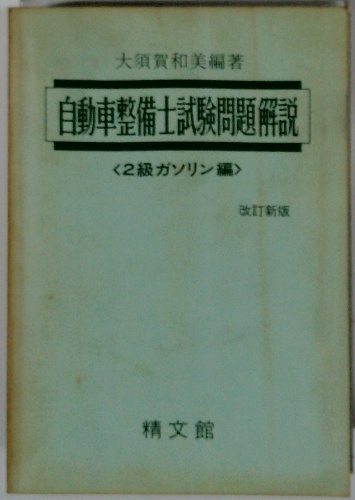 大須賀和美編著
自動車整備士試験問題解説
〈2級ガソリン編〉
改訂新版
精文館